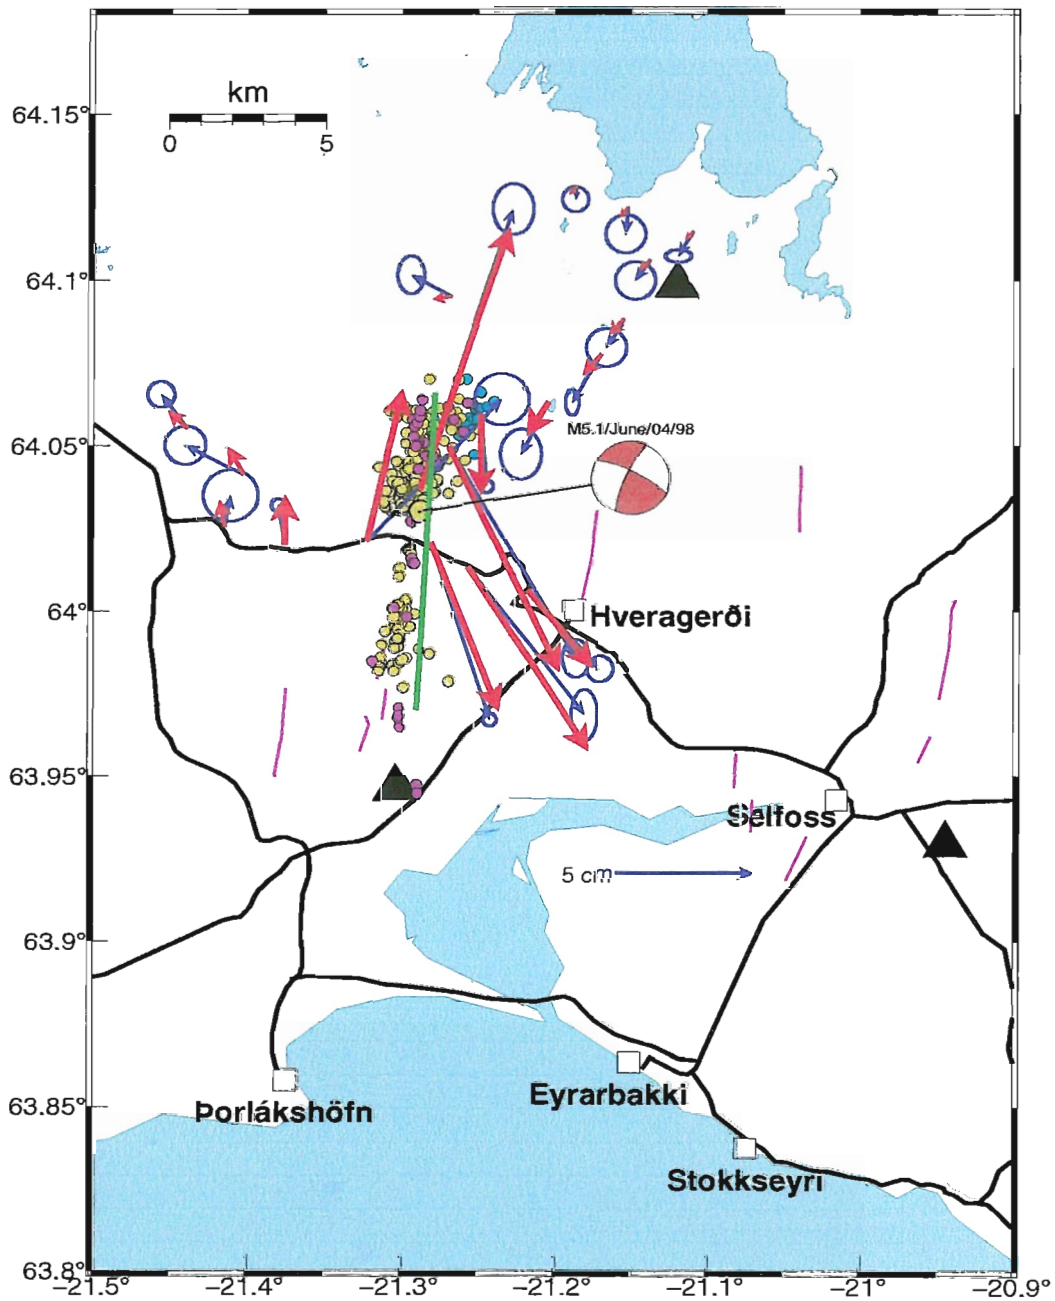 km
0 5
64.15°
64.1°
64.05°
M5.1/June/04/98
64°
Hveragerði
63.95°
Selfoss
5 cm
63.9°
Eyrarbakki
63.85°
Þorlákshöfn
Stokkseyri
63.8°
−21.5° −21.4° −21.3° −21.2° −21.1° −21° −20.9°